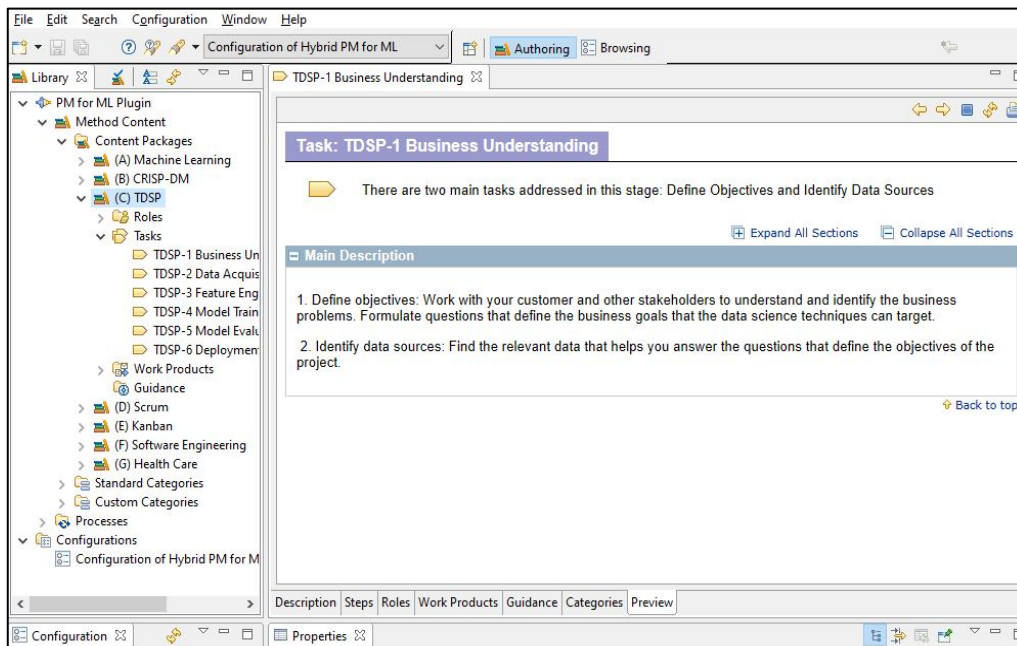 File Edit Search Configuration Window Help
Configuration of Hybrid PM for ML Authoring Browsing
Library
PM for ML Plugin
Method Content
Content Packages
(A) Machine Learning
(B) CRISP-DM
(C) TDSP
Roles
Tasks
TDSP-1 Business Un
TDSP-2 Data Acquis
TDSP-3 Feature Eng
TDSP-4 Model Train
TDSP-5 Model Evalu
TDSP-6 Deploymen
Work Products
Guidance
(D) Scrum
(E) Kanban
(F) Software Engineering
(G) Health Care
Standard Categories
Custom Categories
Processes
Configurations
Configuration of Hybrid PM for M
TDSP-1 Business Understanding
Task: TDSP-1 Business Understanding
There are two main tasks addressed in this stage: Define Objectives and Identify Data Sources
Expand All Sections Collapse All Sections
Main Description
1. Define objectives: Work with your customer and other stakeholders to understand and identify the business
problems. Formulate questions that define the business goals that the data science techniques can target.
2. Identify data sources: Find the relevant data that helps you answer the questions that define the objectives of the
project.
Back to top
Description Steps Roles Work Products Guidance Categories Preview
Configuration
Properties